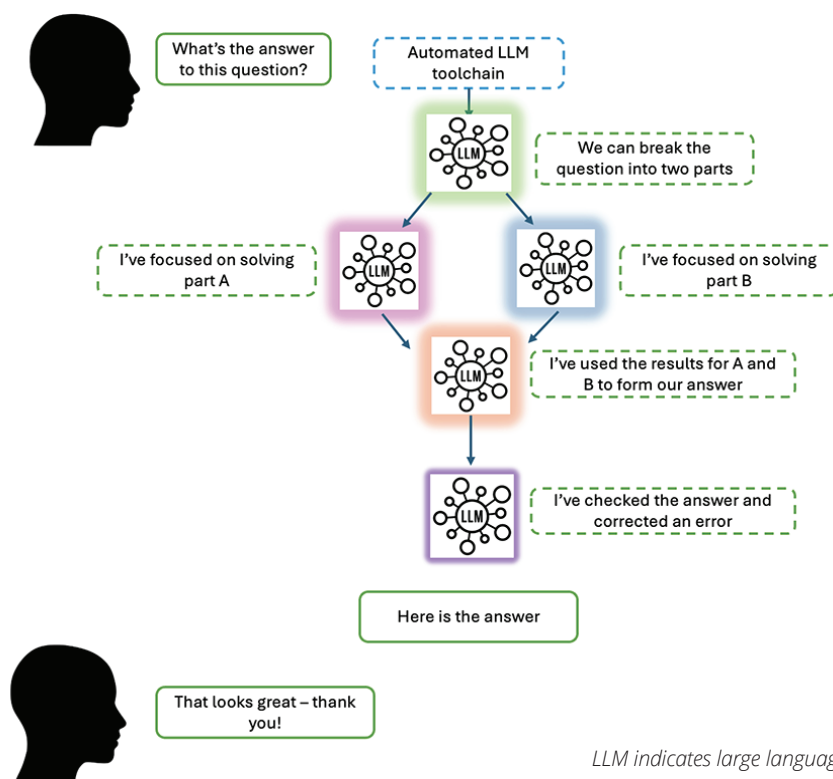 What's the answer
to this question?
Automated LLM
toolchain
LLM
We can break the
question into two parts
I've focused on solving
part A
LLM
LLM
I've focused on solving
part B
LLM
I've used the results for A and
B to form our answer
LLM
I've checked the answer and
corrected an error
Here is the answer
That looks great – thank
you!
LLM indicates large languag